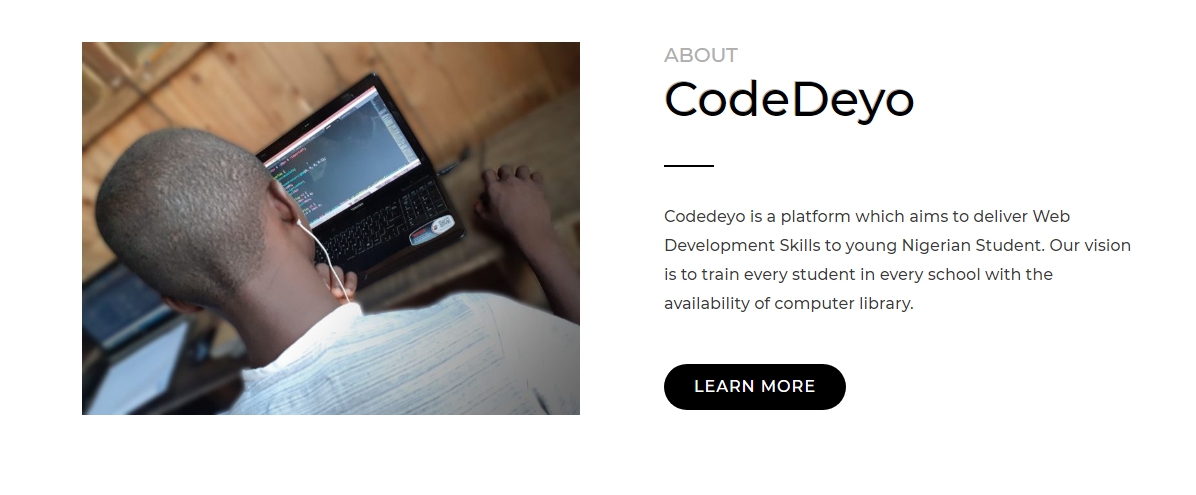 ABOUT
CodeDeyo
Codedeyo is a platform which aims to deliver Web
Development Skills to young Nigerian Student. Our vision
is to train every student in every school with the
availability of computer library.
LEARN MORE